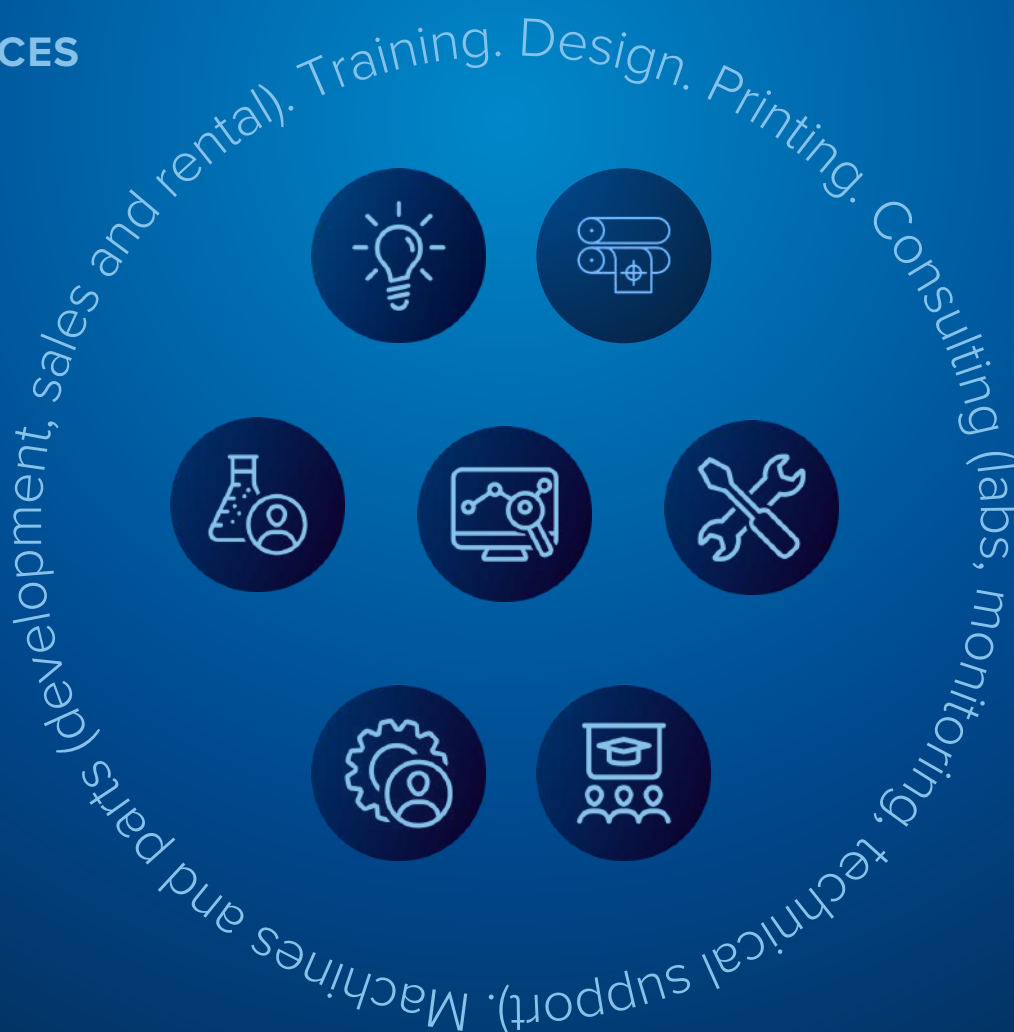 CES
Training. Design. Printing. Consulting (labs, monitoring, technical support). Machines and parts (development, sales and rental).